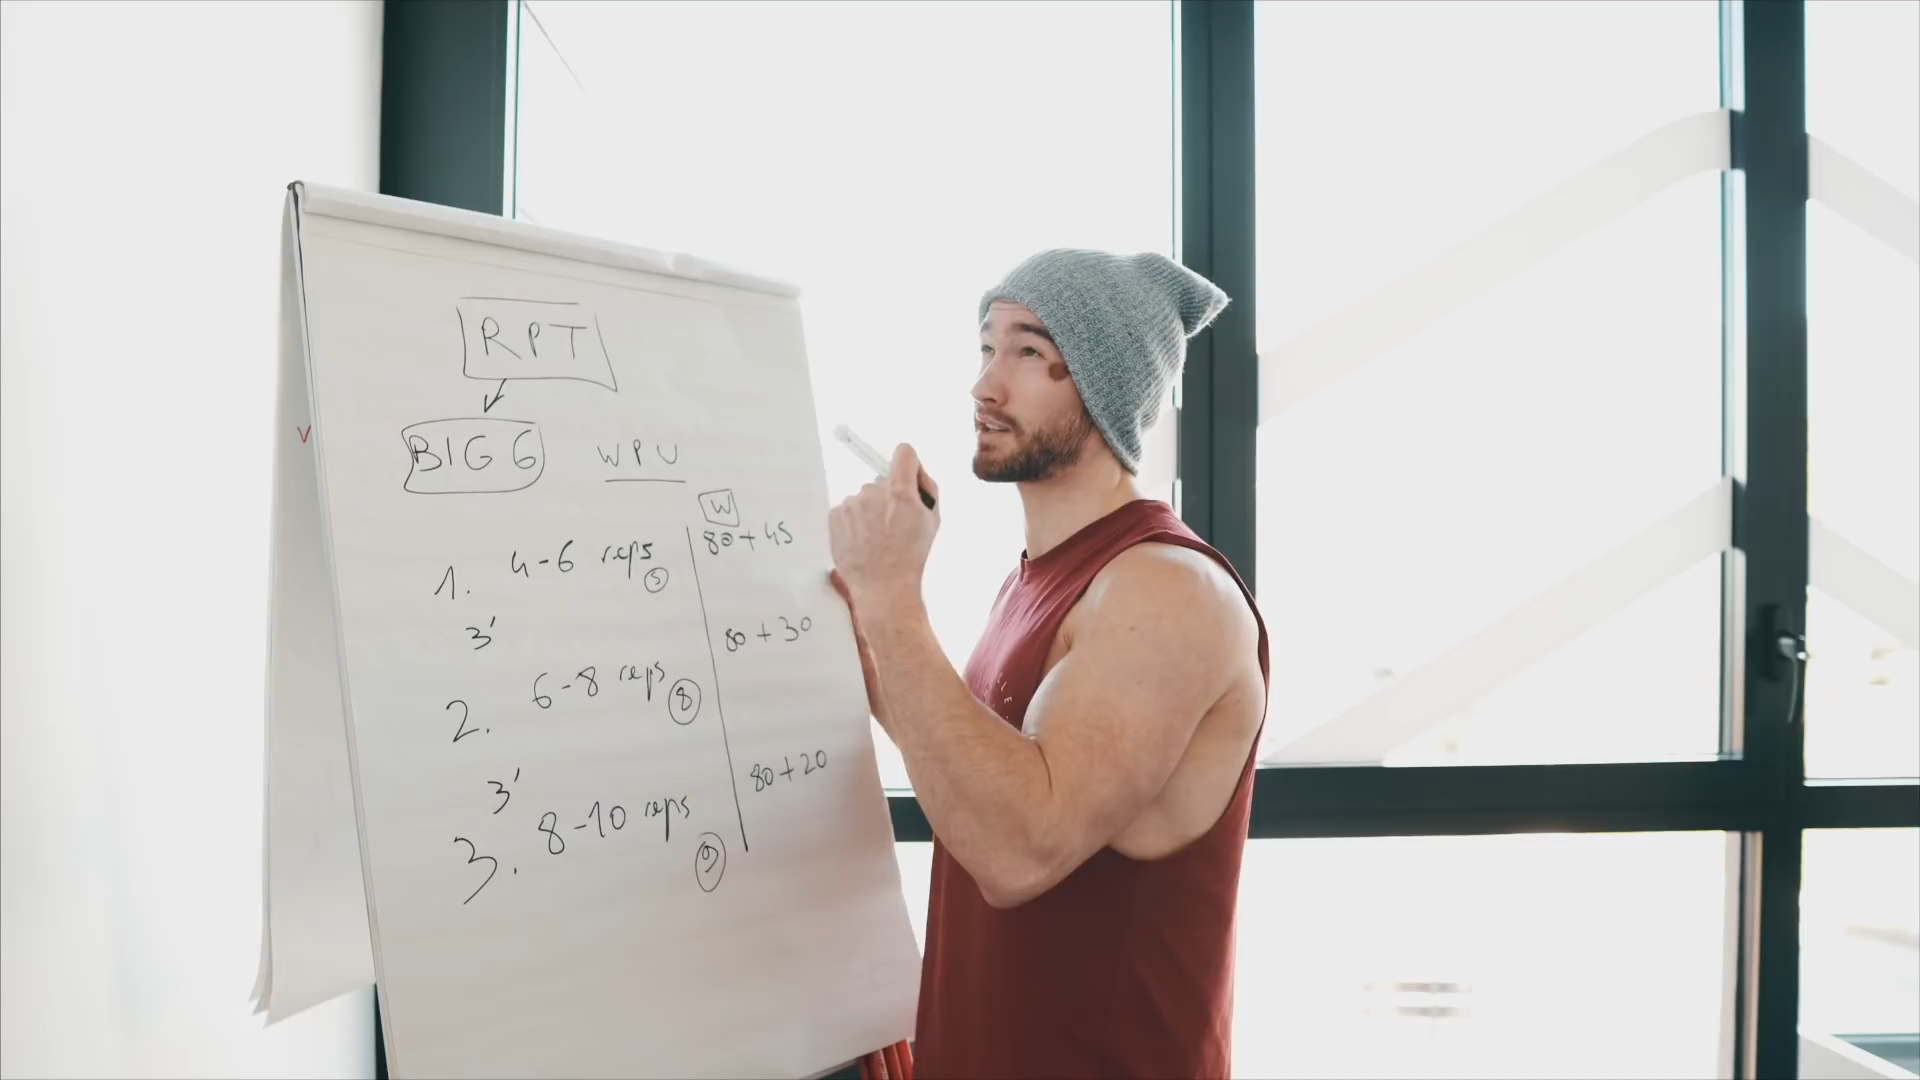 RPT
BIG 6 WPU
W
1. 4-6 reps 5 80+45
3'
80+30
2. 6-8 reps 8
3'
80+20
3. 8-10 reps 9